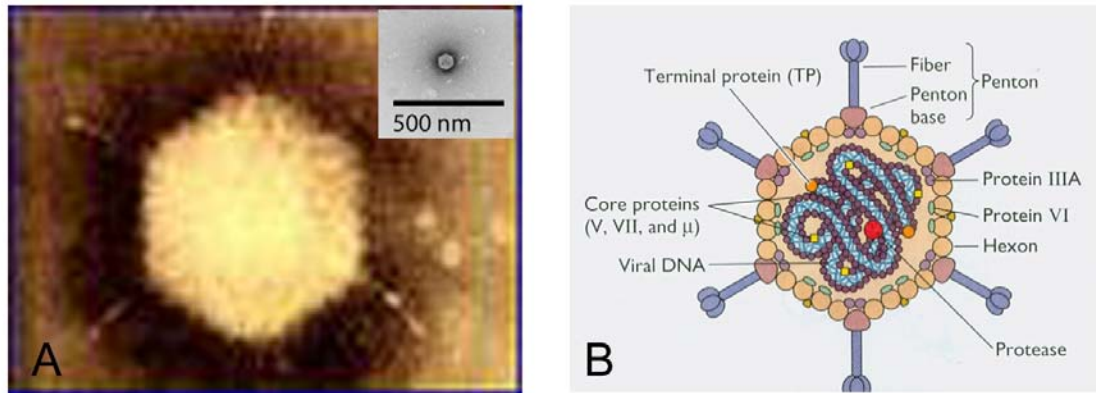 500 nm
A
Terminal protein (TP)
Fiber
Penton
Penton
base
Core proteins
(V, VII, and μ)
Viral DNA
Protein IIIA
Protein VI
Hexon
Protease
B